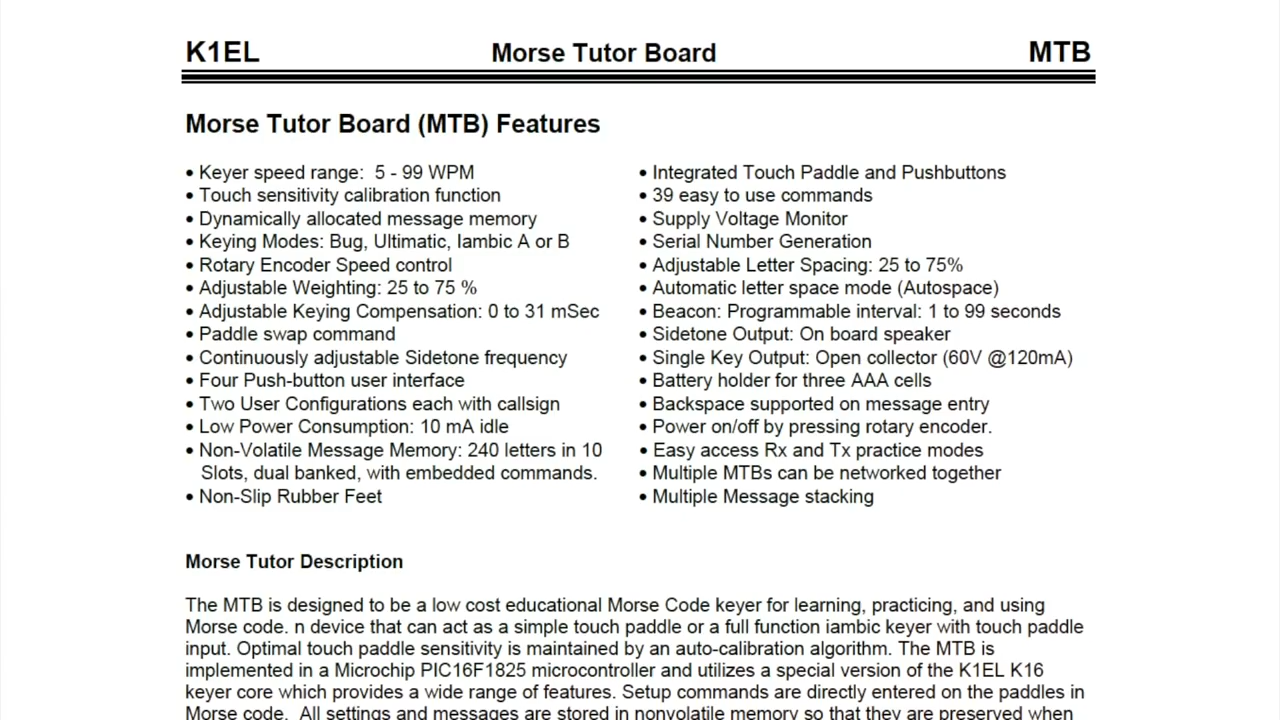 K1EL Morse Tutor Board MTB
Morse Tutor Board (MTB) Features
• Keyer speed range:  5 - 99 WPM
• Touch sensitivity calibration function
• Dynamically allocated message memory
• Keying Modes: Bug, Ultimatic, Iambic A or B
• Rotary Encoder Speed control
• Adjustable Weighting: 25 to 75 %
• Adjustable Keying Compensation: 0 to 31 mSec
• Paddle swap command
• Continuously adjustable Sidetone frequency
• Four Push-button user interface
• Two User Configurations each with callsign
• Low Power Consumption: 10 mA idle
• Non-Volatile Message Memory: 240 letters in 10
Slots, dual banked, with embedded commands.
• Non-Slip Rubber Feet
• Integrated Touch Paddle and Pushbuttons
• 39 easy to use commands
• Supply Voltage Monitor
• Serial Number Generation
• Adjustable Letter Spacing: 25 to 75%
• Automatic letter space mode (Autospace)
• Beacon: Programmable interval: 1 to 99 seconds
• Sidetone Output: On board speaker
• Single Key Output: Open collector (60V @120mA)
• Battery holder for three AAA cells
• Backspace supported on message entry
• Power on/off by pressing rotary encoder.
• Easy access Rx and Tx practice modes
• Multiple MTBs can be networked together
• Multiple Message stacking
Morse Tutor Description
The MTB is designed to be a low cost educational Morse Code keyer for learning, practicing, and using
Morse code. n device that can act as a simple touch paddle or a full function iambic keyer with touch paddle
input. Optimal touch paddle sensitivity is maintained by an auto-calibration algorithm. The MTB is
implemented in a Microchip PIC16F1825 microcontroller and utilizes a special version of the K1EL K16
keyer core which provides a wide range of features. Setup commands are directly entered on the paddles in
Morse code.  All settings and messages are stored in nonvolatile memory so that they are preserved when